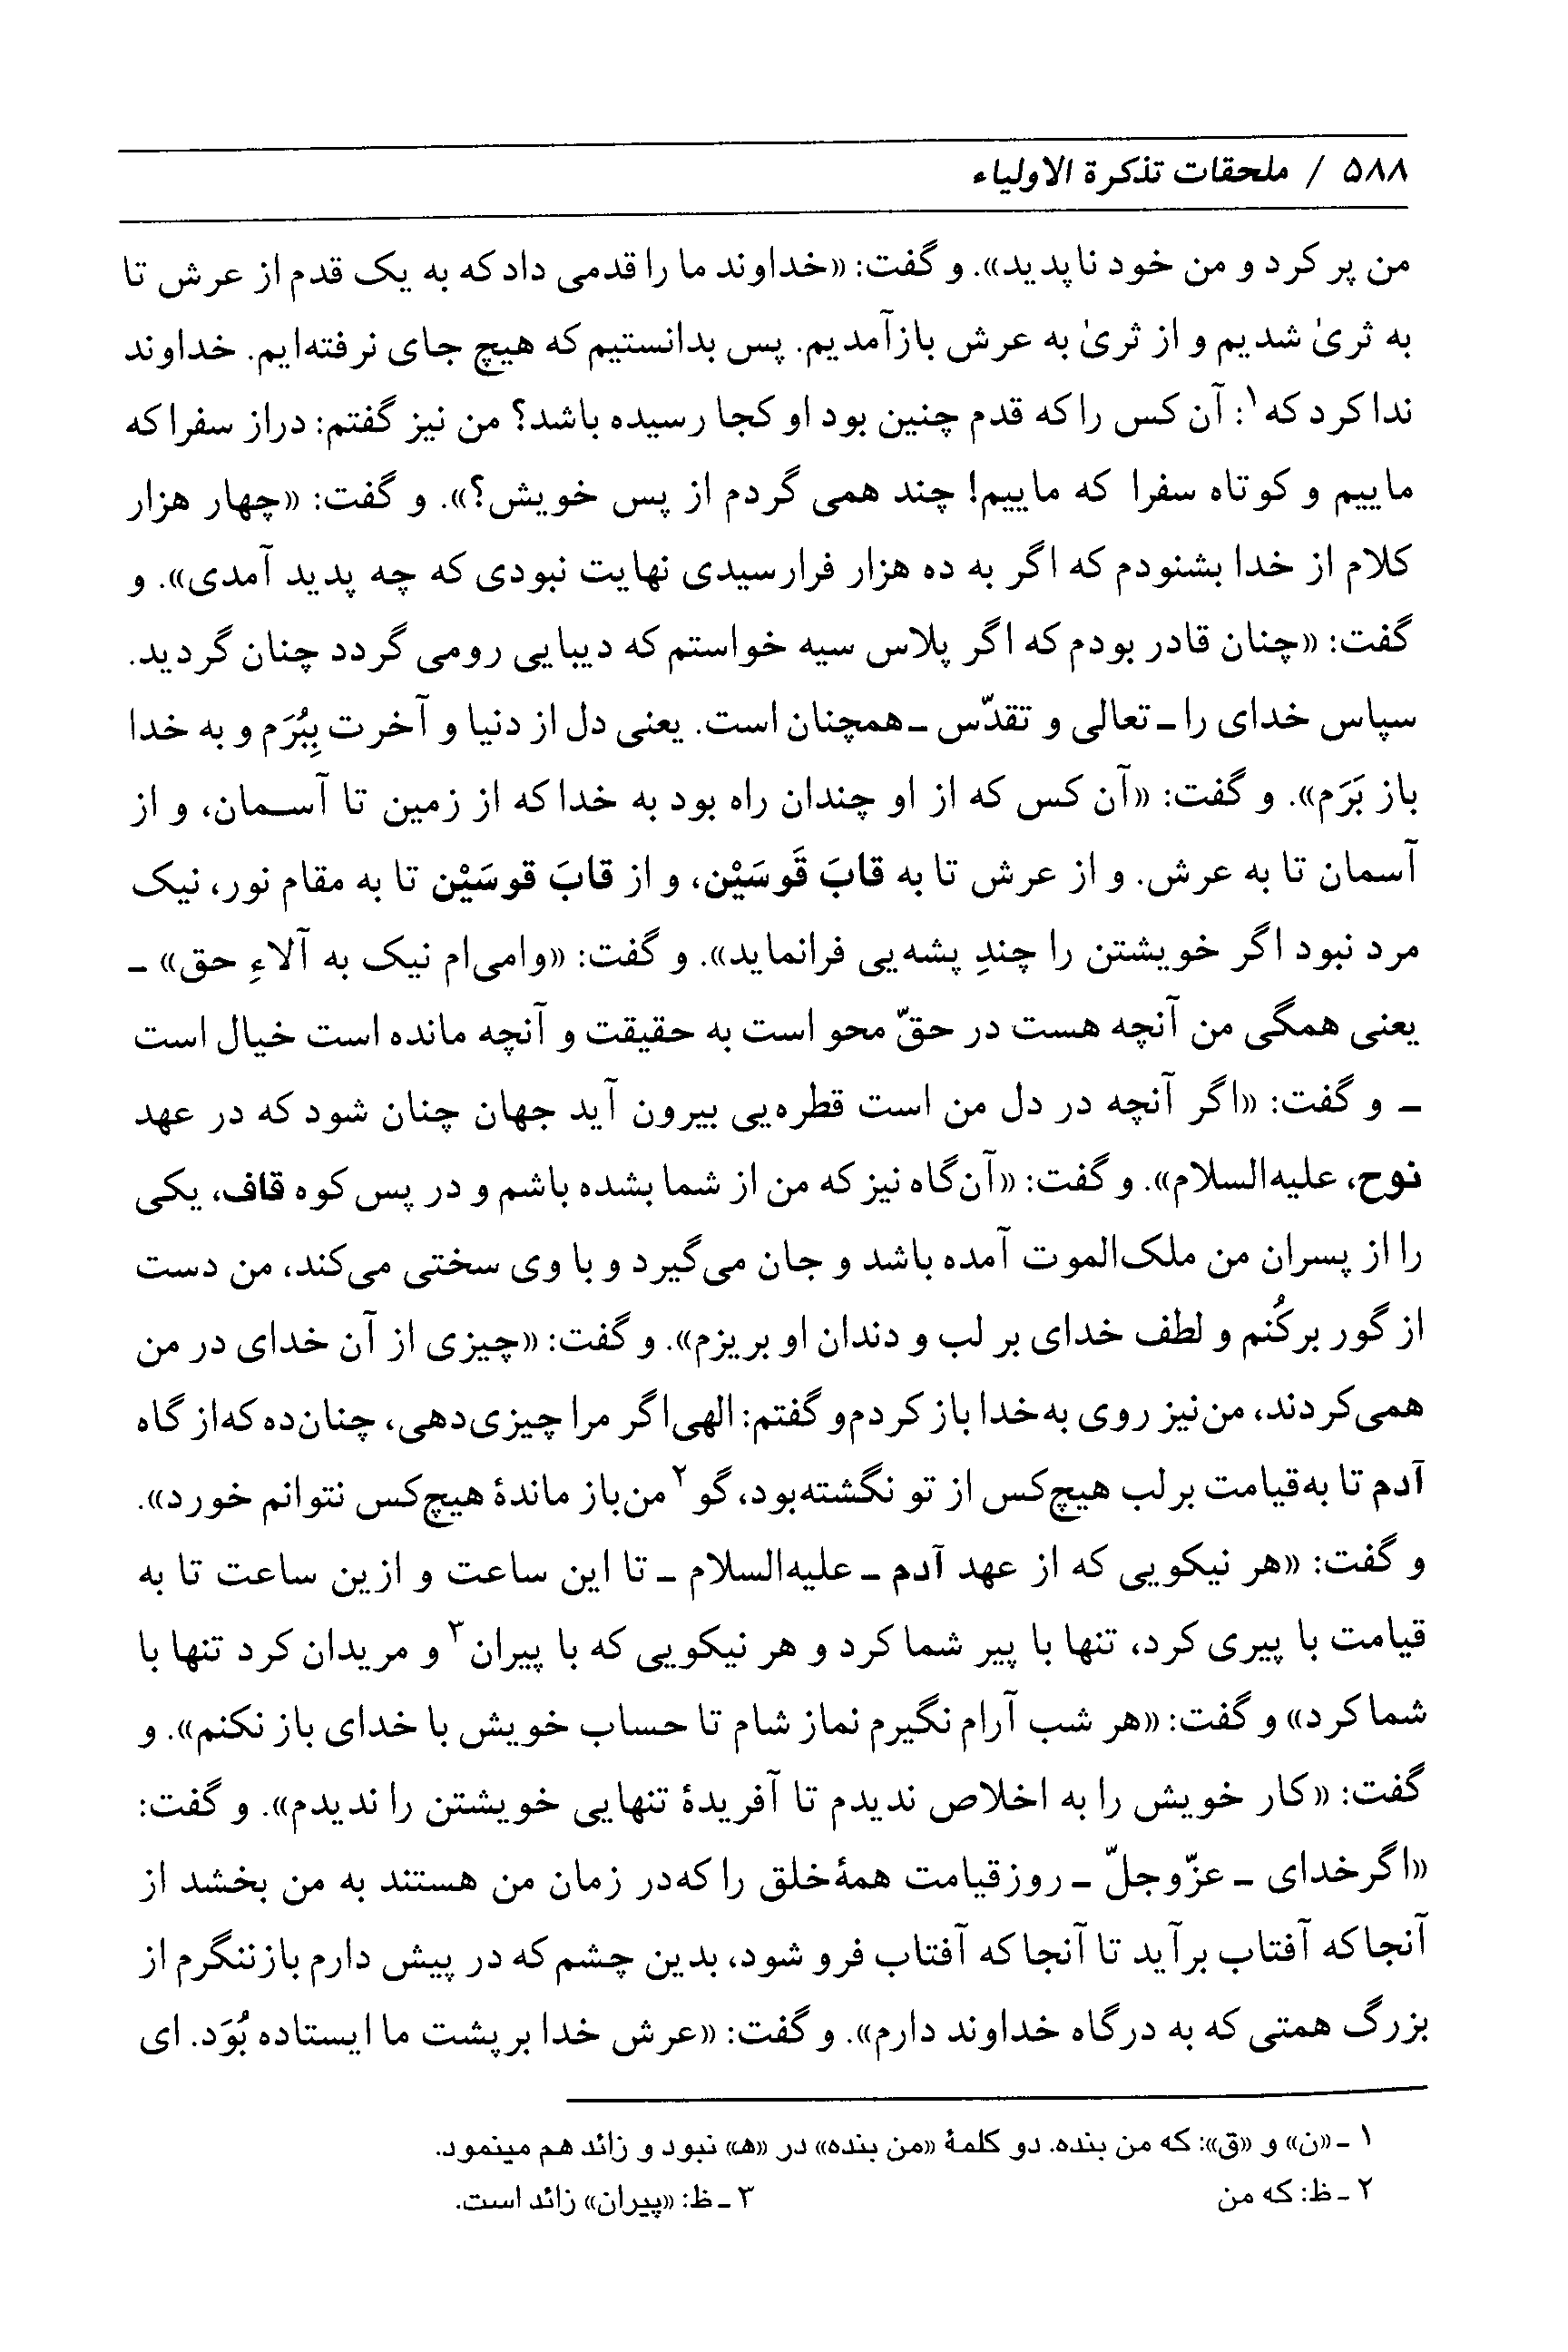 ۵۸۸ / ملحقات تذکرة الاولیاء
من پر کرد و من خود ناپدید». و گفت: «خداوند ما را قدمی داد که به یک قدم از عرش تا
به ثریٰ شدیم و از ثریٰ به عرش بازآمدیم. پس بدانستیم که هیچ جای نرفته‌ایم. خداوند
ندا کرد که۱: آن کس را که قدم چنین بود او کجا رسیده باشد؟ من نیز گفتم: دراز سفرا که
ماییم و کوتاه سفرا که ماییم! چند همی گردم از پس خویش؟». و گفت: «چهار هزار
کلام از خدا بشنودم که اگر به ده هزار فرارسیدی نهایت نبودی که چه پدید آمدی». و
گفت: «چنان قادر بودم که اگر پلاس سیه خواستم که دیبایی رومی گردد چنان گردید.
سپاس خدای را ـ تعالی و تقدّس ـ همچنان است. یعنی دل از دنیا و آخرت بِبُرَم و به خدا
باز بَرَم». و گفت: «آن کس که از او چندان راه بود به خدا که از زمین تا آسـمان، و از
آسمان تا به عرش. و از عرش تا به قابَ قَوسَیْن، و از قابَ قوسَیْن تا به مقام نور، نیک
مرد نبود اگر خویشتن را چندِ پشه‌یی فرانماید». و گفت: «وامی‌ام نیک به آلاءِ حق» ـ
یعنی همگی من آنچه هست در حقّ محو است به حقیقت و آنچه مانده است خیال است
ـ و گفت: «اگر آنچه در دل من است قطره‌یی بیرون آید جهان چنان شود که در عهد
نوح، علیه‌السلام». و گفت: «آن‌گاه نیز که من از شما بشده باشم و در پس کوه قاف، یکی
را از پسران من ملک‌الموت آمده باشد و جان می‌گیرد و با وی سختی می‌کند، من دست
از گور برکُنم و لطف خدای بر لب و دندان او بریزم». و گفت: «چیزی از آن خدای در من
همی‌کردند، من‌نیز روی به‌خدا باز کردم‌و گفتم: الهی‌اگر مرا چیزی‌دهی، چنان‌ده که‌از گاه
آدم تا به‌قیامت بر لب هیچ‌کس از تو نگشته‌بود، گو۲ من‌باز ماندۀ هیچ‌کس نتوانم خورد».
و گفت: «هر نیکویی که از عهد آدم ـ علیه‌السلام ـ تا این ساعت و ازین ساعت تا به
قیامت با پیری کرد، تنها با پیر شما کرد و هر نیکویی که با پیران۳ و مریدان کرد تنها با
شما کرد» و گفت: «هر شب آرام نگیرم نماز شام تا حساب خویش با خدای باز نکنم». و
گفت: «کار خویش را به اخلاص ندیدم تا آفریدۀ تنهایی خویشتن را ندیدم». و گفت:
«اگرخدای ـ عزّوجلّ ـ روزقیامت همۀخلق را که‌در زمان من هستند به من بخشد از
آنجا که آفتاب برآید تا آنجا که آفتاب فرو شود، بدین چشم که در پیش دارم بازننگرم از
بزرگ همتی که به درگاه خداوند دارم». و گفت: «عرش خدا بر پشت ما ایستاده بُوَد. ای
۱ ـ «ن» و «ق»: که من بنده. دو کلمۀ «من بنده» در «هـ» نبود و زائد هم مینمود.
۲ ـ ظ: که من ۳ ـ ظ: «پیران» زائد است.